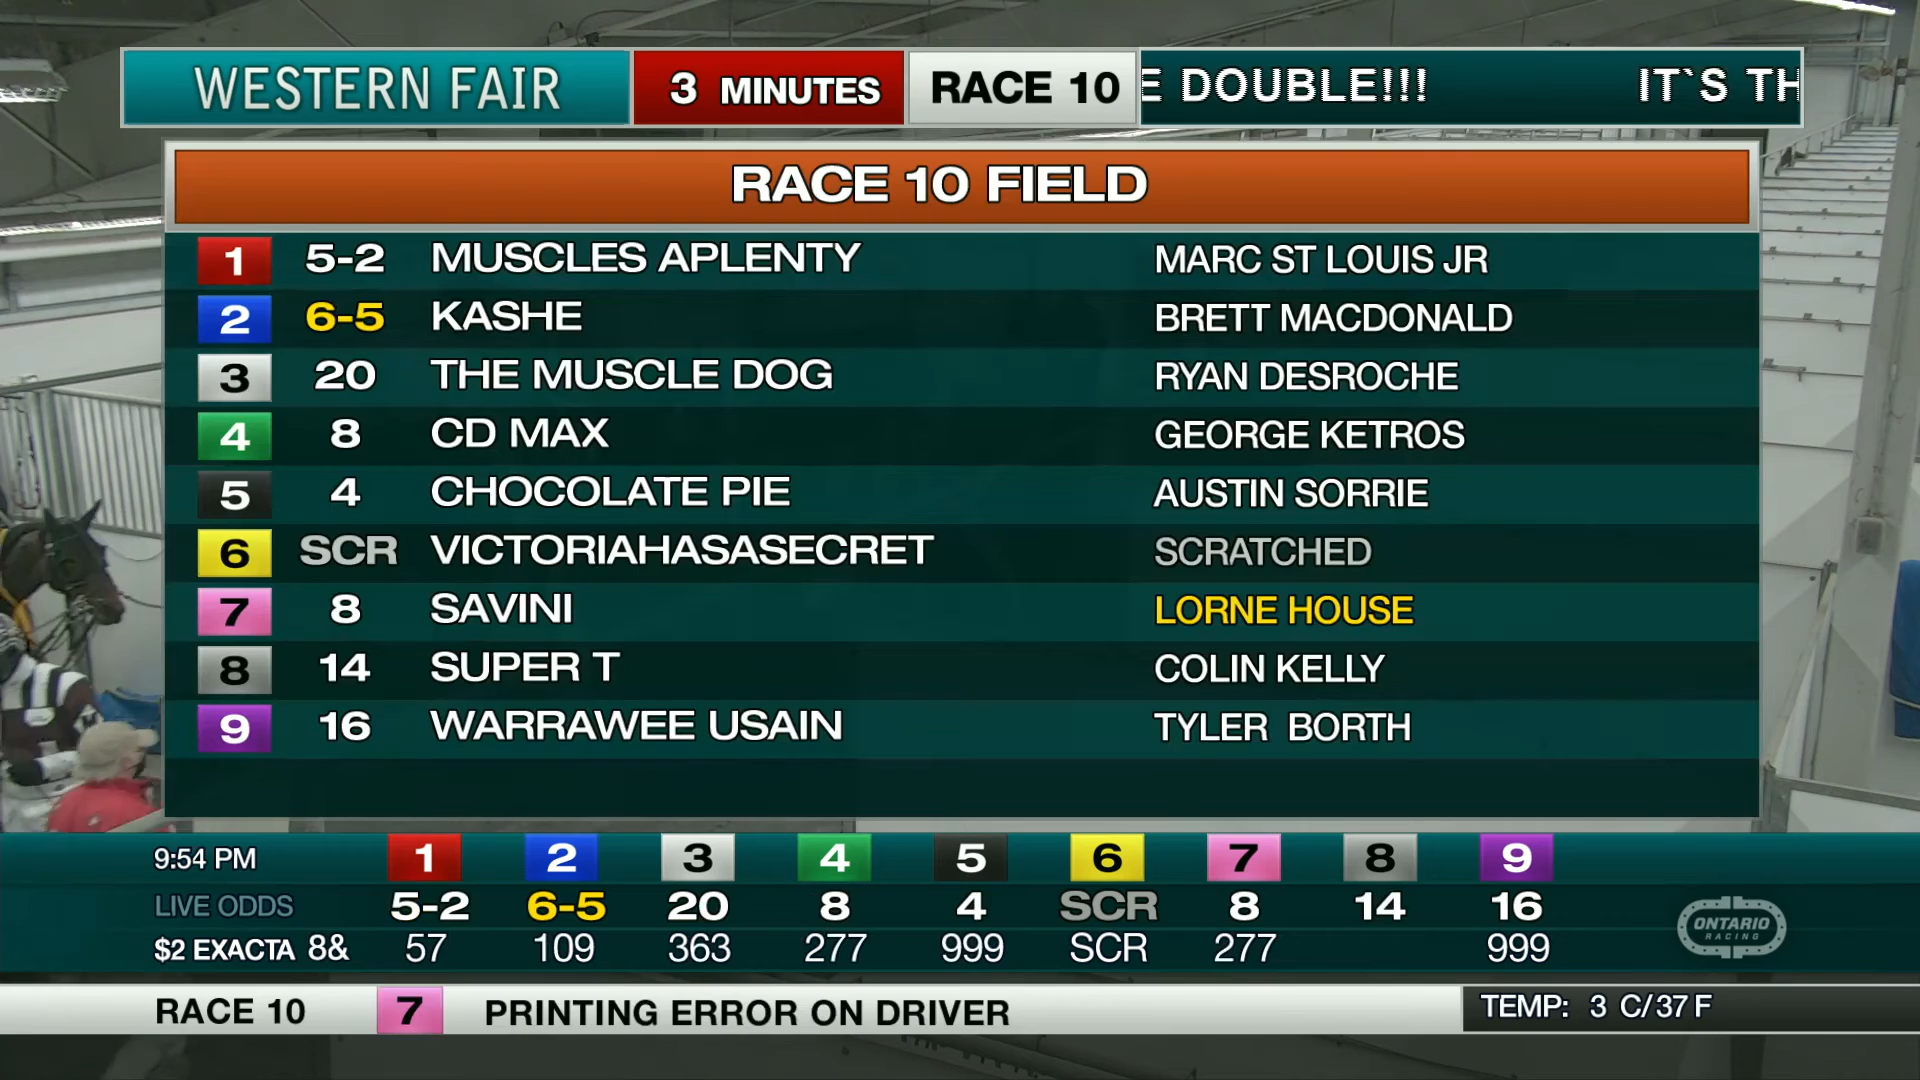 WESTERN FAIR 3 MINUTES RACE 10 E DOUBLE!!! IT`S TH
RACE 10 FIELD
1 5-2 MUSCLES APLENTY MARC ST LOUIS JR
2 6-5 KASHE BRETT MACDONALD
3 20 THE MUSCLE DOG RYAN DESROCHE
4 8 CD MAX GEORGE KETROS
5 4 CHOCOLATE PIE AUSTIN SORRIE
6 SCR VICTORIAHASASECRET SCRATCHED
7 8 SAVINI LORNE HOUSE
8 14 SUPER T COLIN KELLY
9 16 WARRAWEE USAIN TYLER BORTH
9:54 PM 1 2 3 4 5 6 7 8 9
LIVE ODDS 5-2 6-5 20 8 4 SCR 8 14 16
$2 EXACTA 8& 57 109 363 277 999 SCR 277 999
ONTARIO
RACING
RACE 10 7 PRINTING ERROR ON DRIVER TEMP: 3 C/37 F